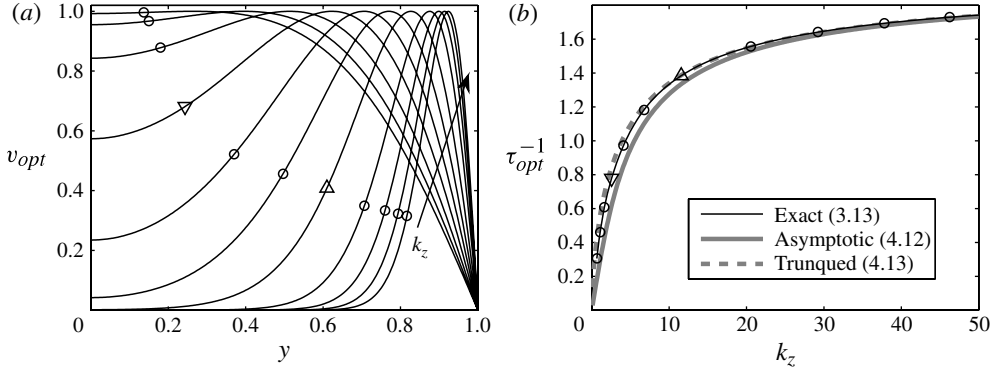 (a)
1.0
0.8
0.6
0.4
0.2
0
0.2
0.4
0.6
0.8
1.0
v_opt
y
k_z
(b)
1.6
1.4
1.2
1.0
0.8
0.6
0.4
0.2
0
10
20
30
40
50
τ_opt^−1
k_z
Exact (3.13)
Asymptotic (4.12)
Trunqued (4.13)